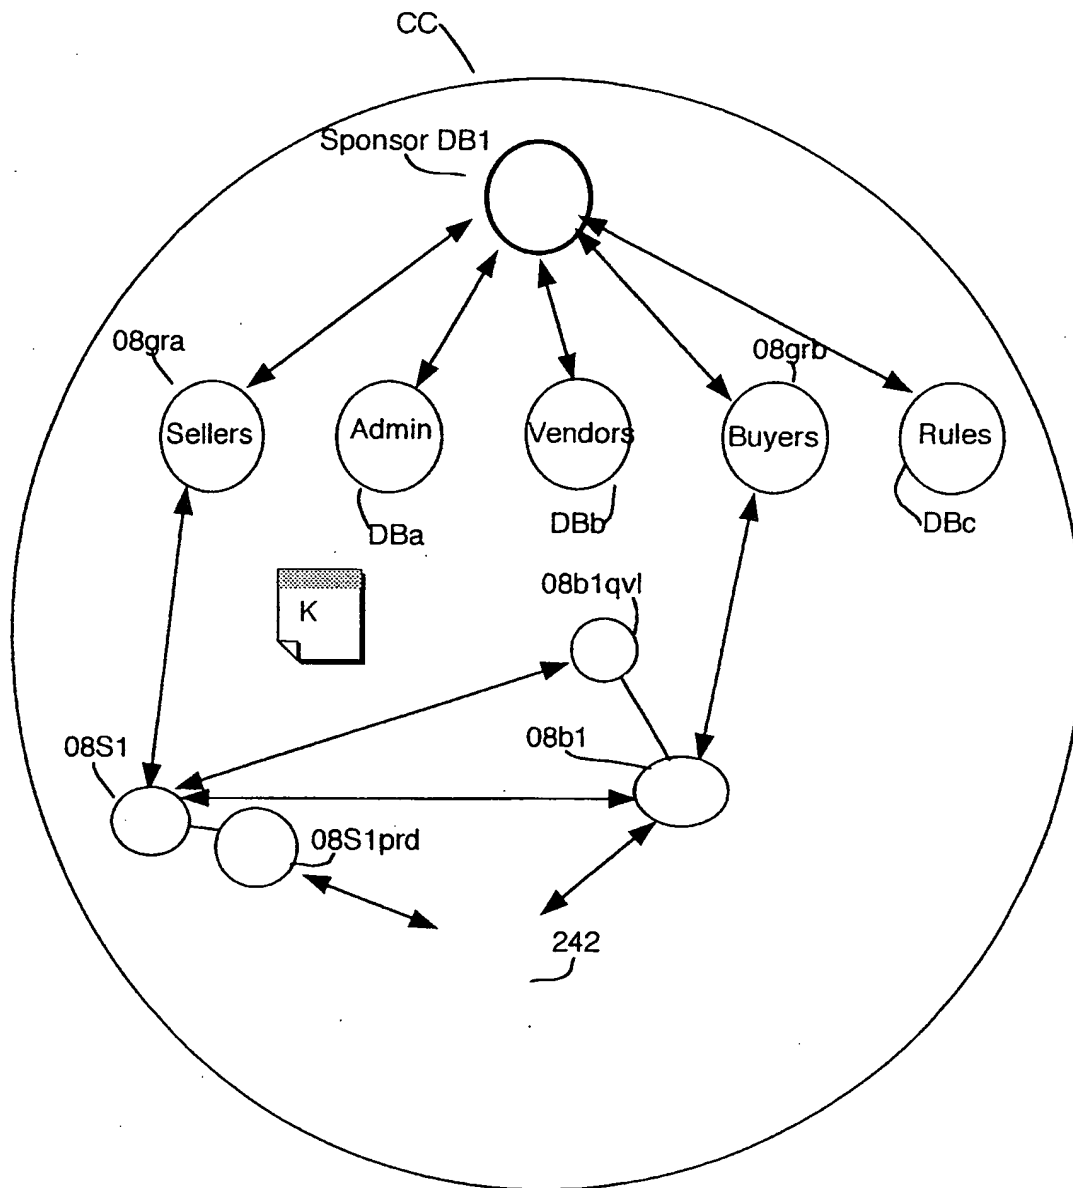 CC
Sponsor DB1
08gra
08grb
Sellers
Admin
Vendors
Buyers
Rules
DBa
DBb
DBc
K
08b1qvl
08S1
08b1
08S1prd
242